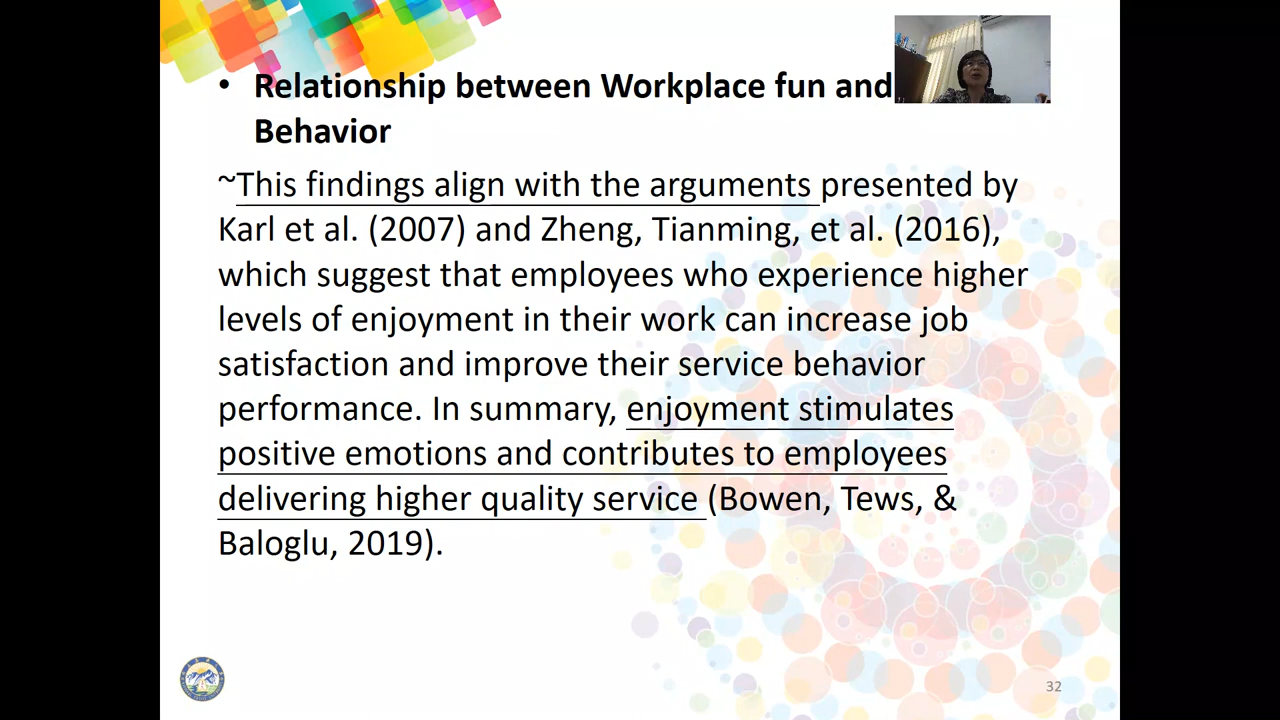 • Relationship between Workplace fun and
Behavior
~This findings align with the arguments presented by
Karl et al. (2007) and Zheng, Tianming, et al. (2016),
which suggest that employees who experience higher
levels of enjoyment in their work can increase job
satisfaction and improve their service behavior
performance. In summary, enjoyment stimulates
positive emotions and contributes to employees
delivering higher quality service (Bowen, Tews, &
Baloglu, 2019).
32